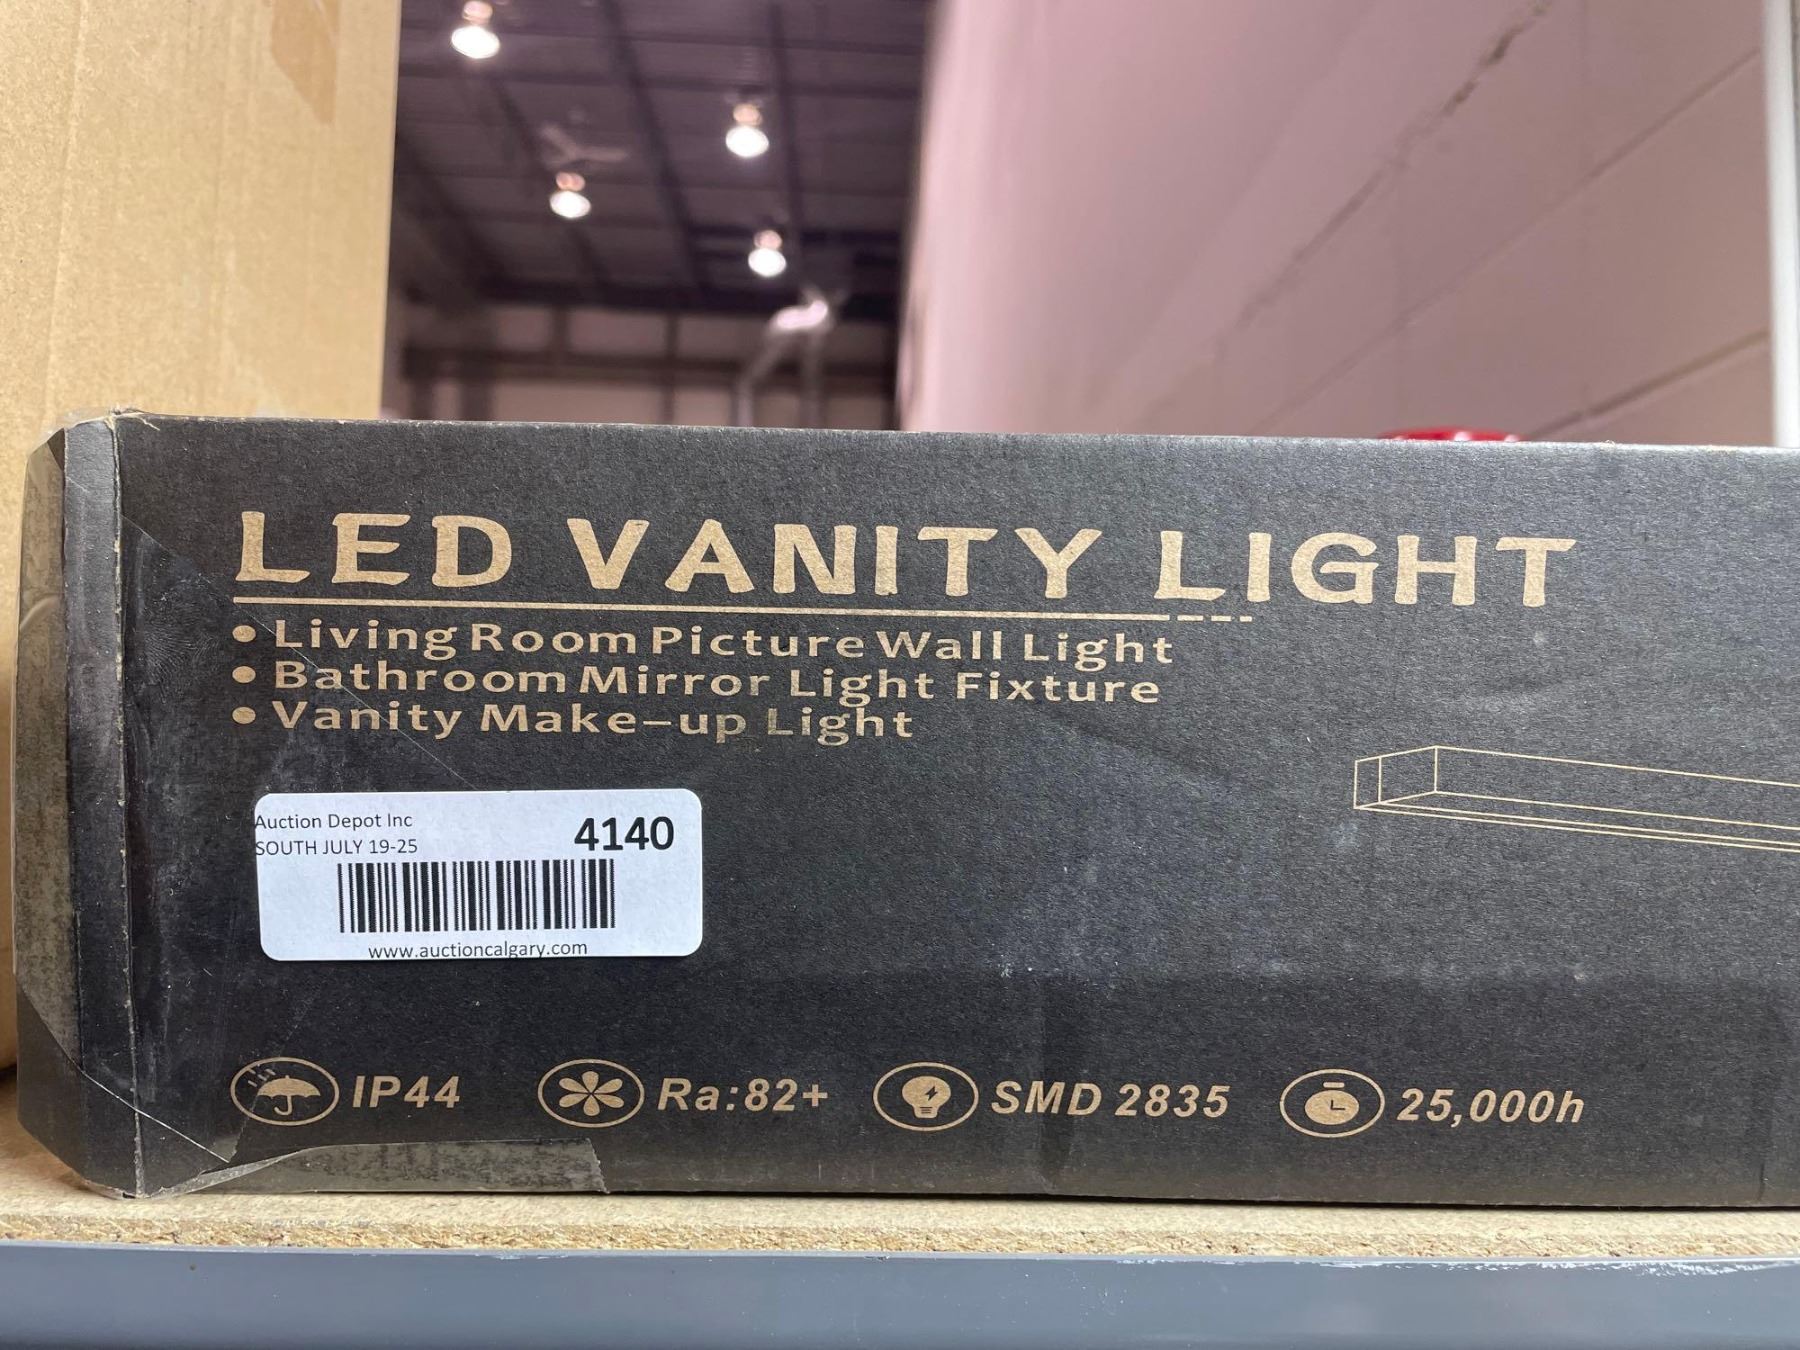 LED VANITY LIGHT
• Living Room Picture Wall Light
• Bathroom Mirror Light Fixture
• Vanity Make-up Light
Auction Depot Inc
SOUTH JULY 19-25
4140
www.auctioncalgary.com
IP44 Ra:82+ SMD 2835 25,000h